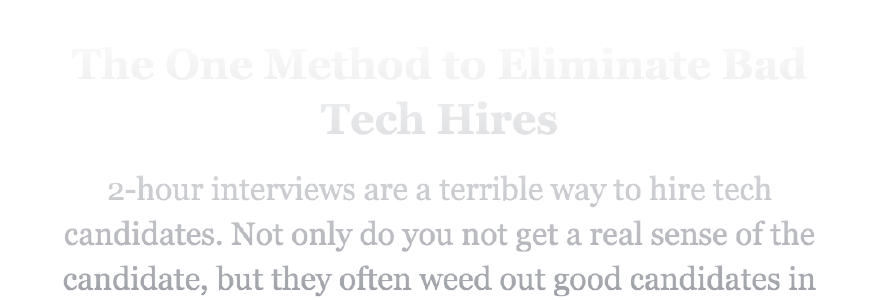 The One Method to Eliminate Bad
Tech Hires
2-hour interviews are a terrible way to hire tech
candidates. Not only do you not get a real sense of the
candidate, but they often weed out good candidates in